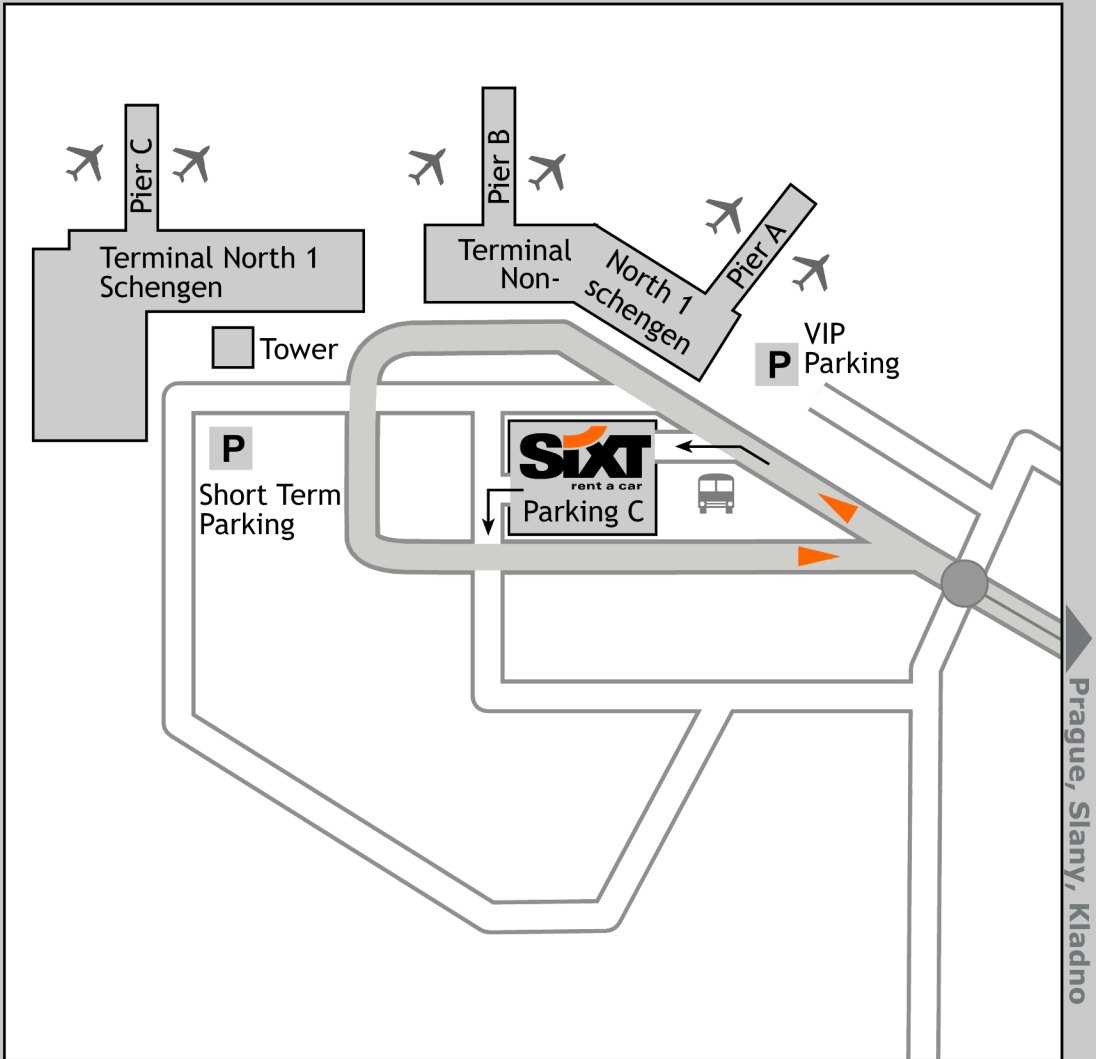 Pier C
Pier B
Pier A
Terminal North 1
Schengen
Terminal North 1
Non-schengen
Tower
VIP
P Parking
P
Short Term
Parking
SiXT
rent a car
Parking C
Prague, Slany, Kladno